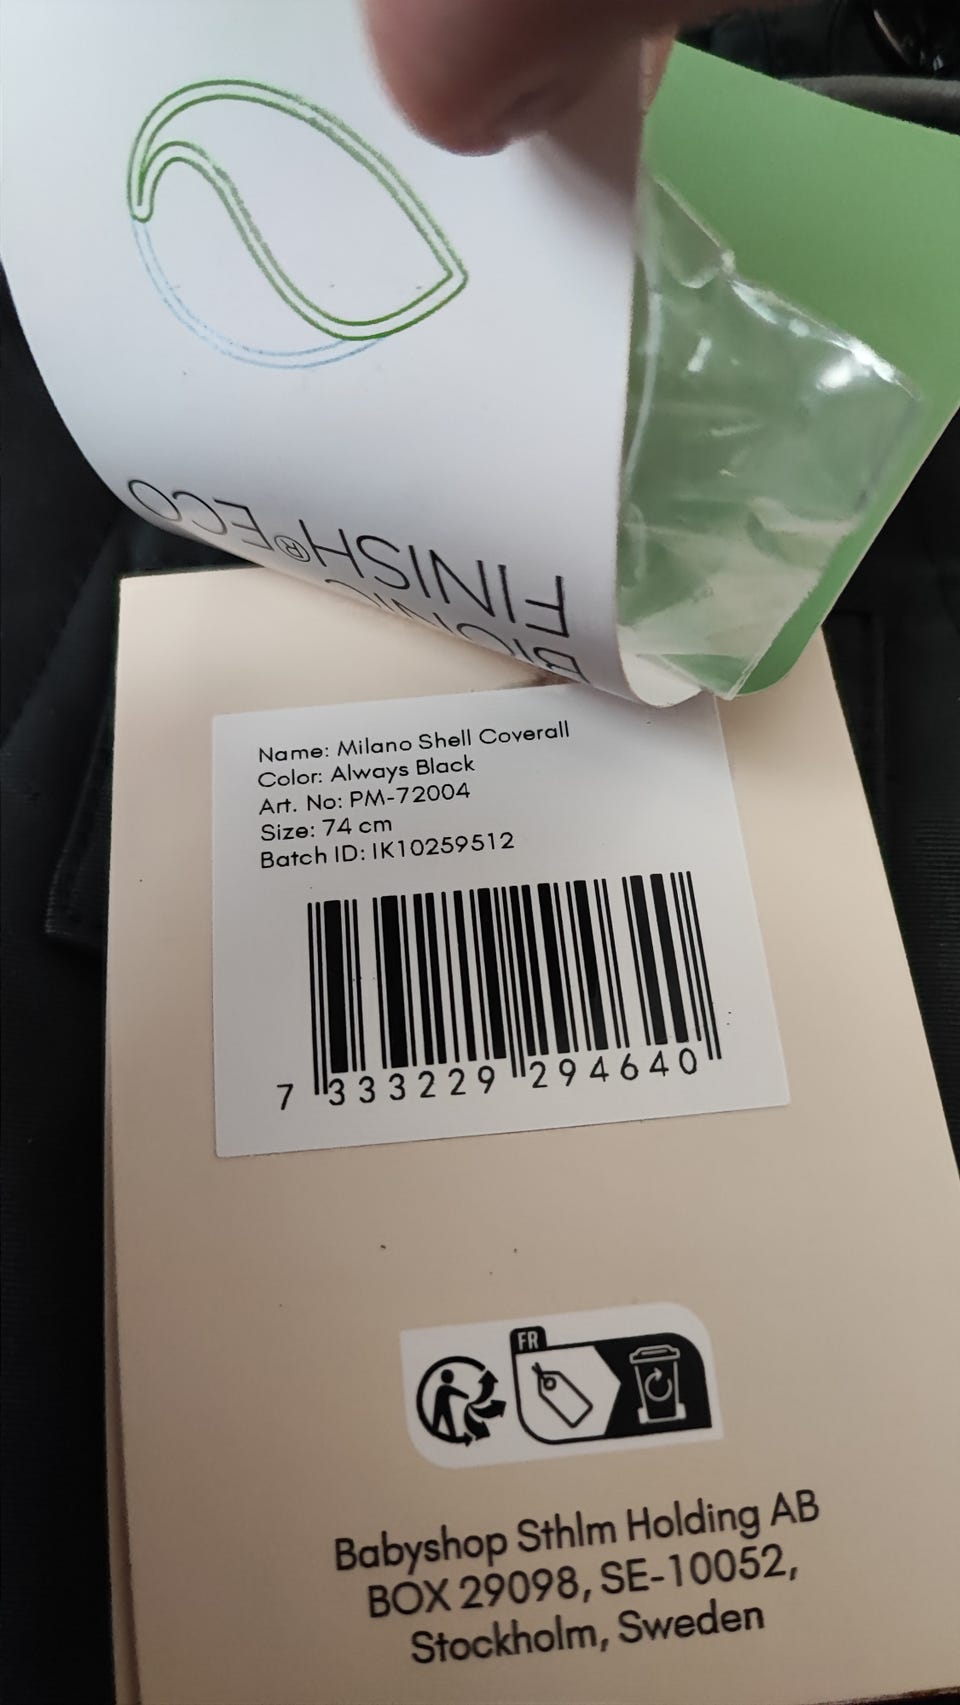 BIONIC
FINISH®ECO
Name: Milano Shell Coverall
Color: Always Black
Art. No: PM-72004
Size: 74 cm
Batch ID: IK10259512
7 333229 294640
FR
Babyshop Sthlm Holding AB
BOX 29098, SE-10052,
Stockholm, Sweden